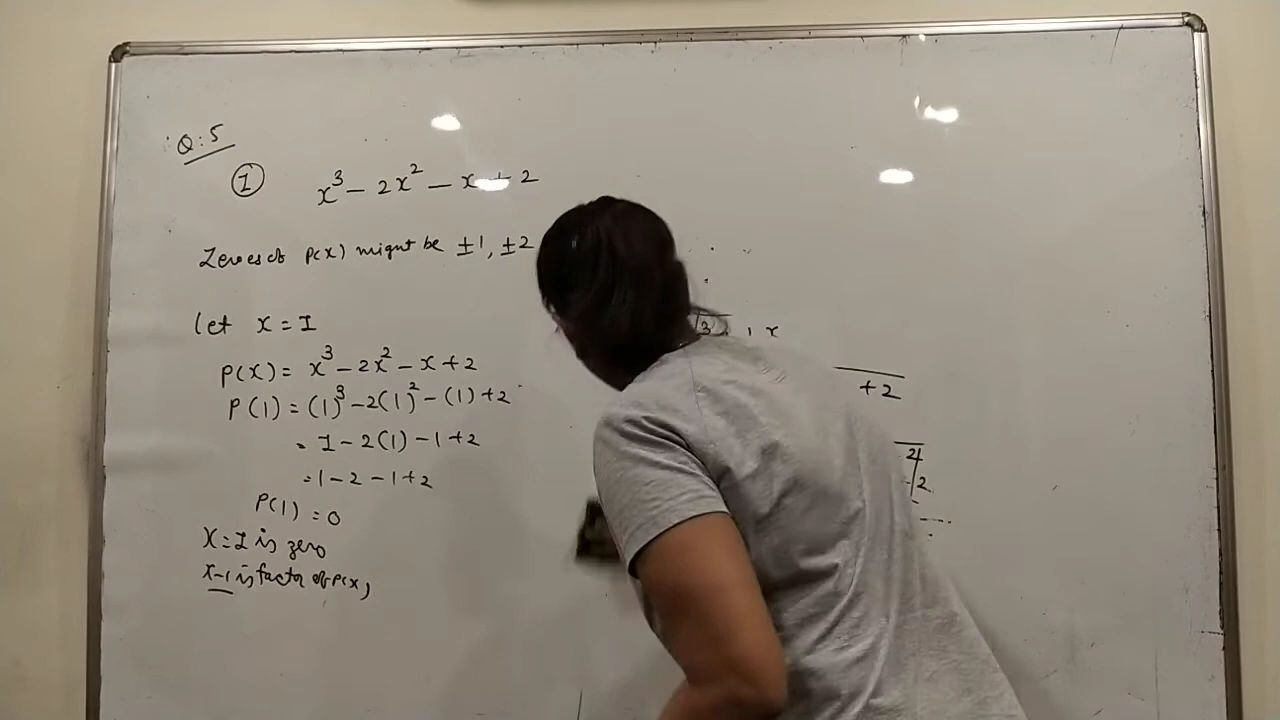 Q:5
① x³ - 2x² - x + 2
Zeroes of p(x) might be ±1, ±2
let x = 1
p(x) = x³ - 2x² - x + 2
p(1) = (1)³ - 2(1)² - (1) + 2
= 1 - 2(1) - 1 + 2
= 1 - 2 - 1 + 2
p(1) = 0
x = 1 is zero
x-1 is factor of p(x)
+2